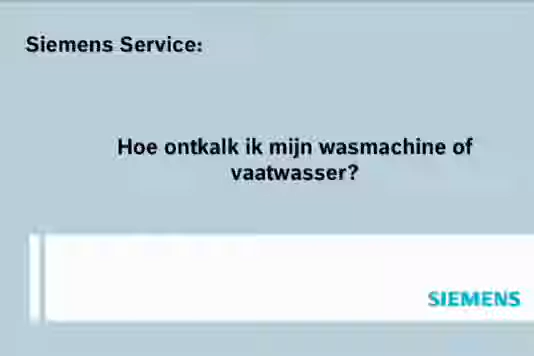 Siemens Service:
Hoe ontkalk ik mijn wasmachine of
vaatwasser?
SIEMENS